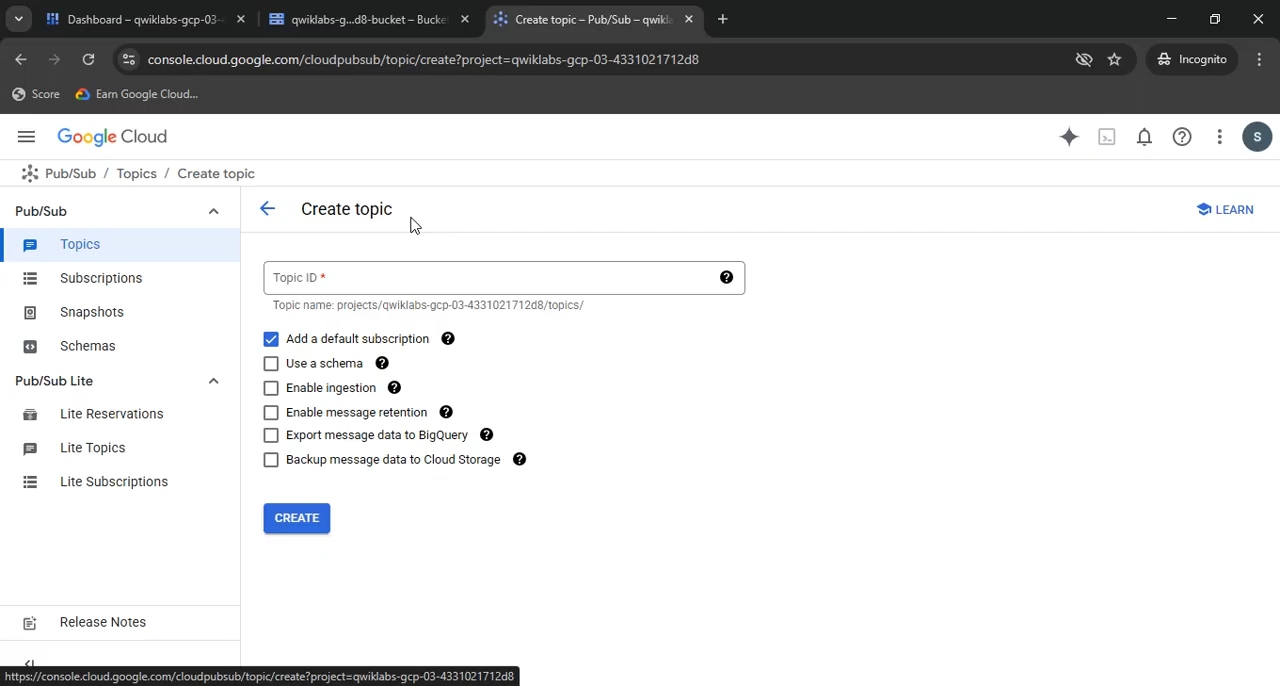 Dashboard – qwiklabs-gcp-03-
qwiklabs-g...d8-bucket – Bucke
Create topic – Pub/Sub – qwikla
console.cloud.google.com/cloudpubsub/topic/create?project=qwiklabs-gcp-03-4331021712d8
Incognito
Score
Earn Google Cloud...
Google Cloud
S
Pub/Sub / Topics / Create topic
Pub/Sub
Create topic
LEARN
Topics
Subscriptions
Snapshots
Schemas
Pub/Sub Lite
Lite Reservations
Lite Topics
Lite Subscriptions
Topic ID *
Topic name: projects/qwiklabs-gcp-03-4331021712d8/topics/
Add a default subscription
Use a schema
Enable ingestion
Enable message retention
Export message data to BigQuery
Backup message data to Cloud Storage
CREATE
Release Notes
https://console.cloud.google.com/cloudpubsub/topic/create?project=qwiklabs-gcp-03-4331021712d8